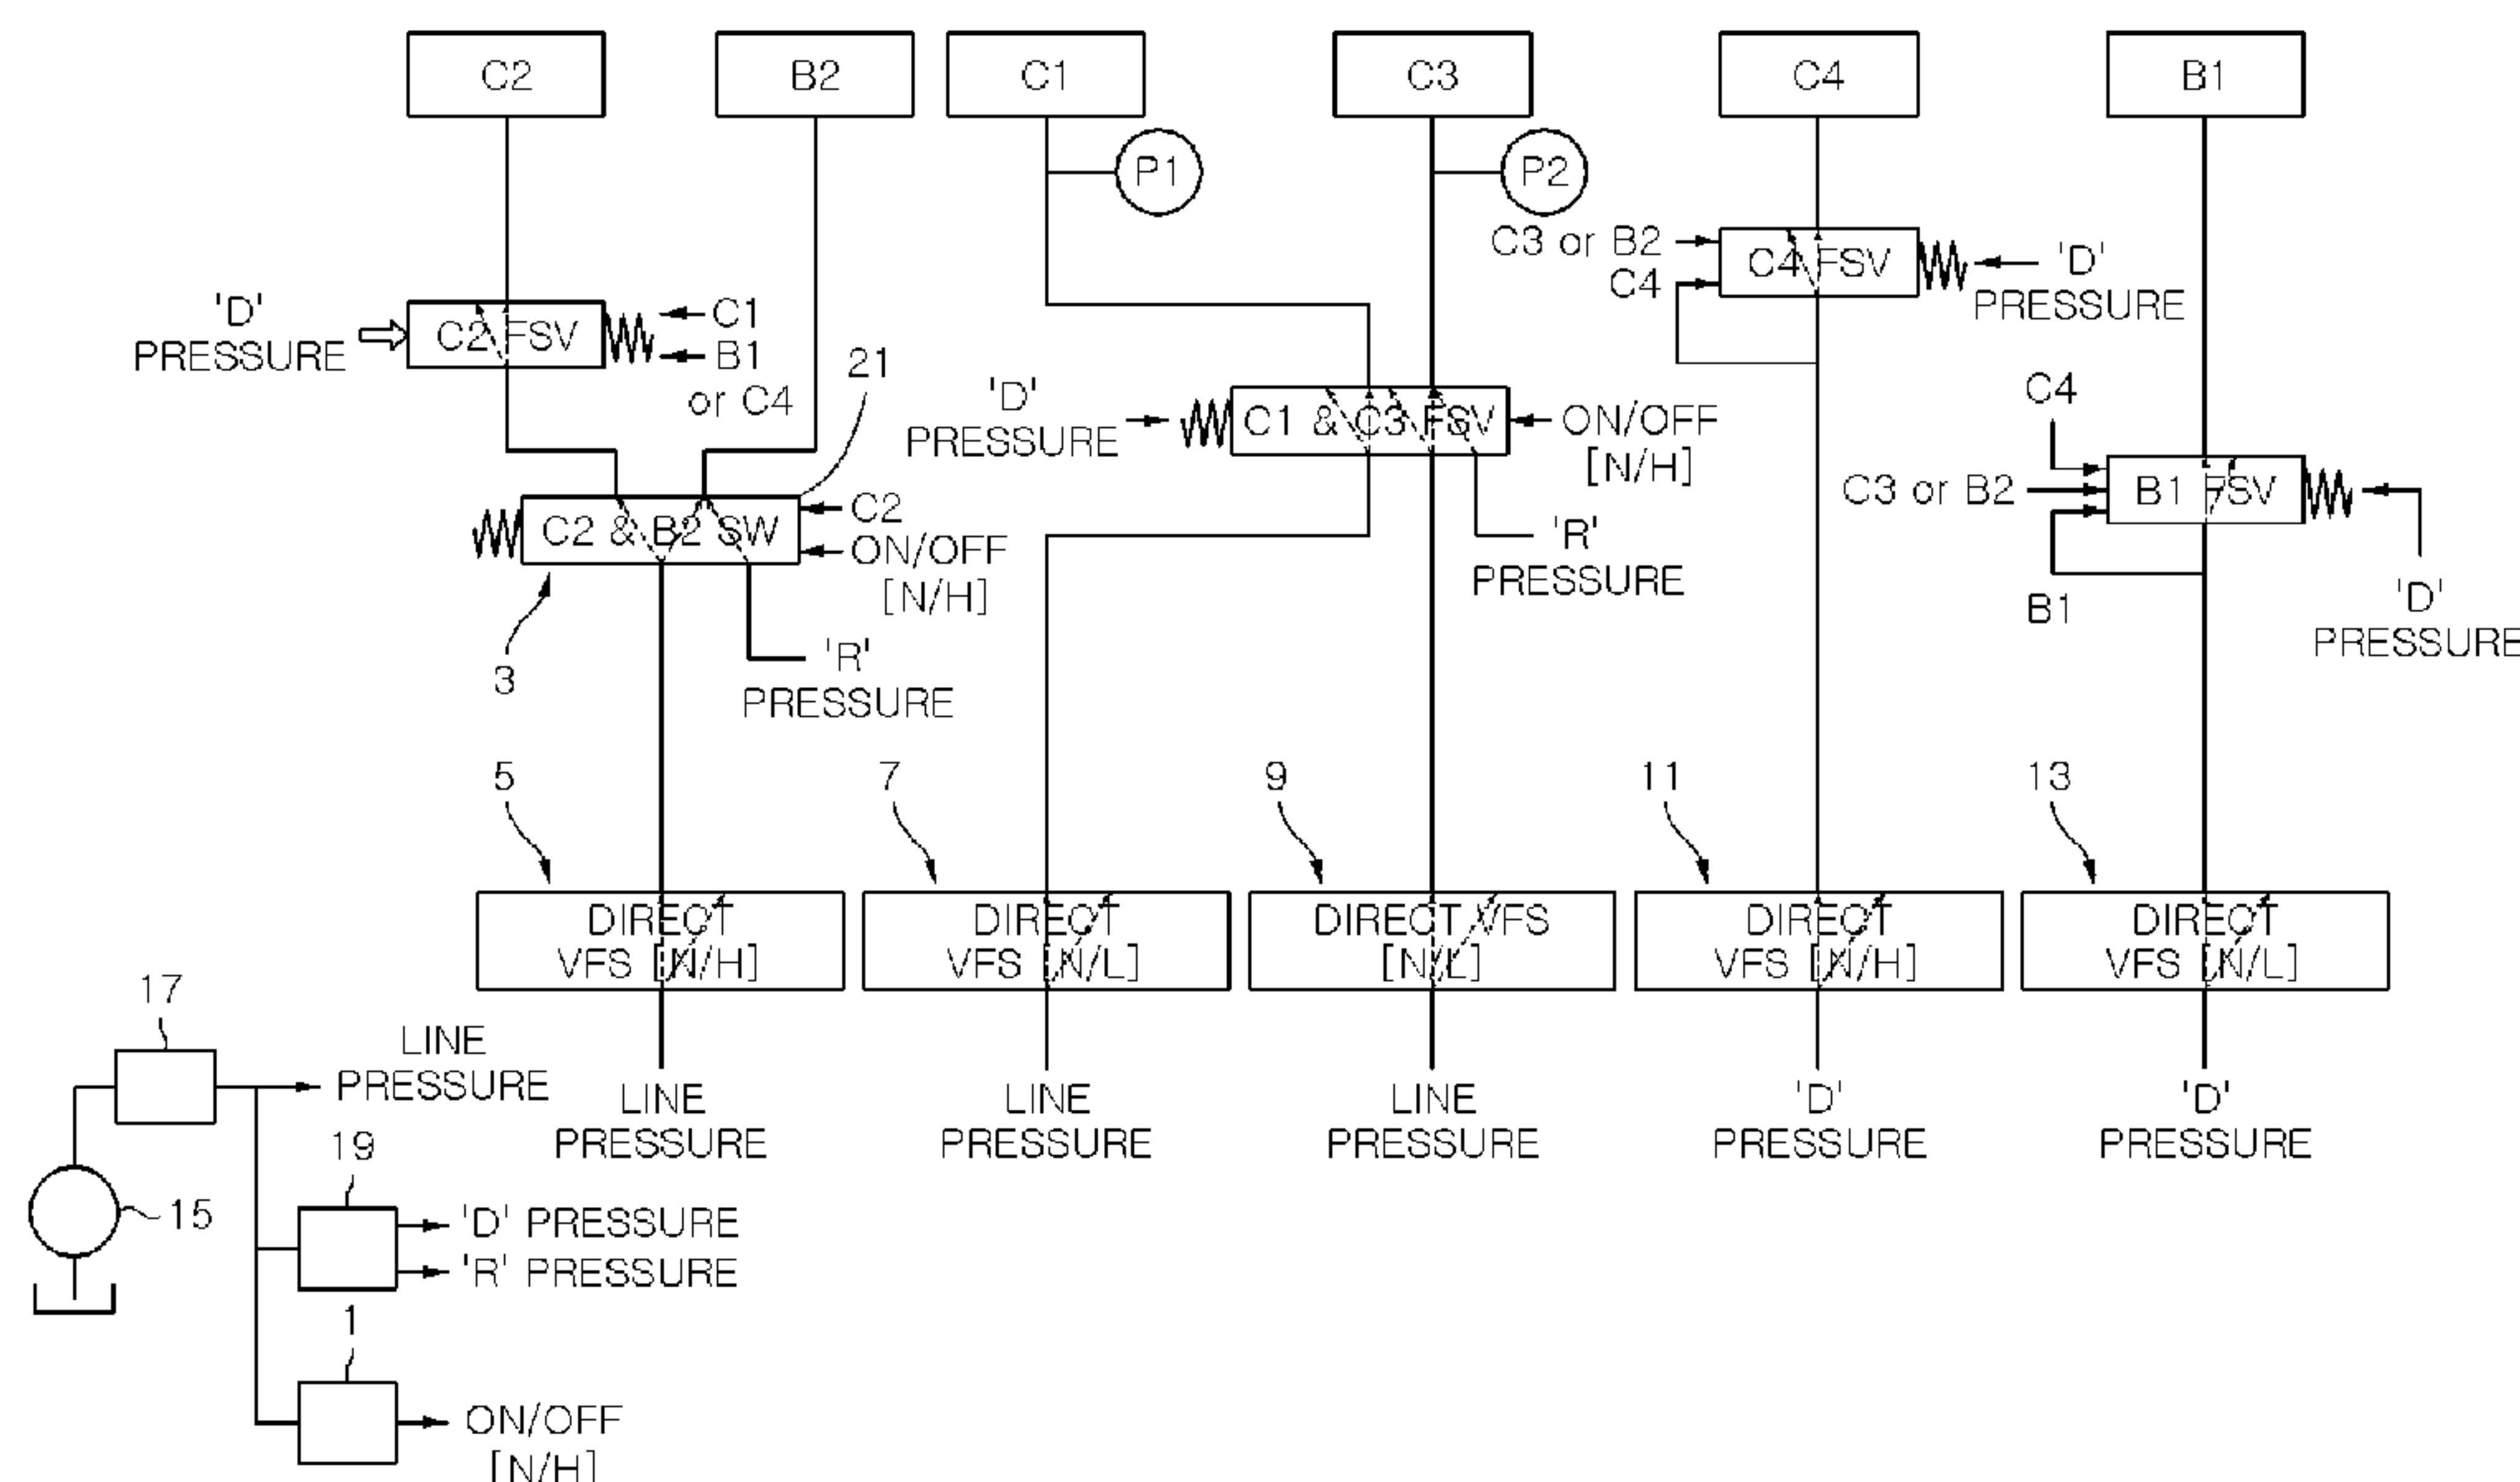 C2
B2
C1
C3
C4
B1
P1
P2
C3 or B2
C4
C4 FSV
'D'
PRESSURE
'D'
PRESSURE
C2 FSV
C1
B1
or C4
21
'D'
PRESSURE
C1 & C3 FSV
ON/OFF
[N/H]
C4
C3 or B2
B1 FSV
B1
'D'
PRESSURE
C2 & B2 SW
C2
ON/OFF
[N/H]
'R'
PRESSURE
'R'
PRESSURE
3
5
7
9
11
13
DIRECT
VFS [N/H]
DIRECT
VFS [N/L]
DIRECT VFS
[N/L]
DIRECT
VFS [N/H]
DIRECT
VFS [N/L]
LINE
PRESSURE
LINE
PRESSURE
LINE
PRESSURE
'D'
PRESSURE
'D'
PRESSURE
17
LINE
PRESSURE
19
15
'D' PRESSURE
'R' PRESSURE
1
ON/OFF
[N/H]